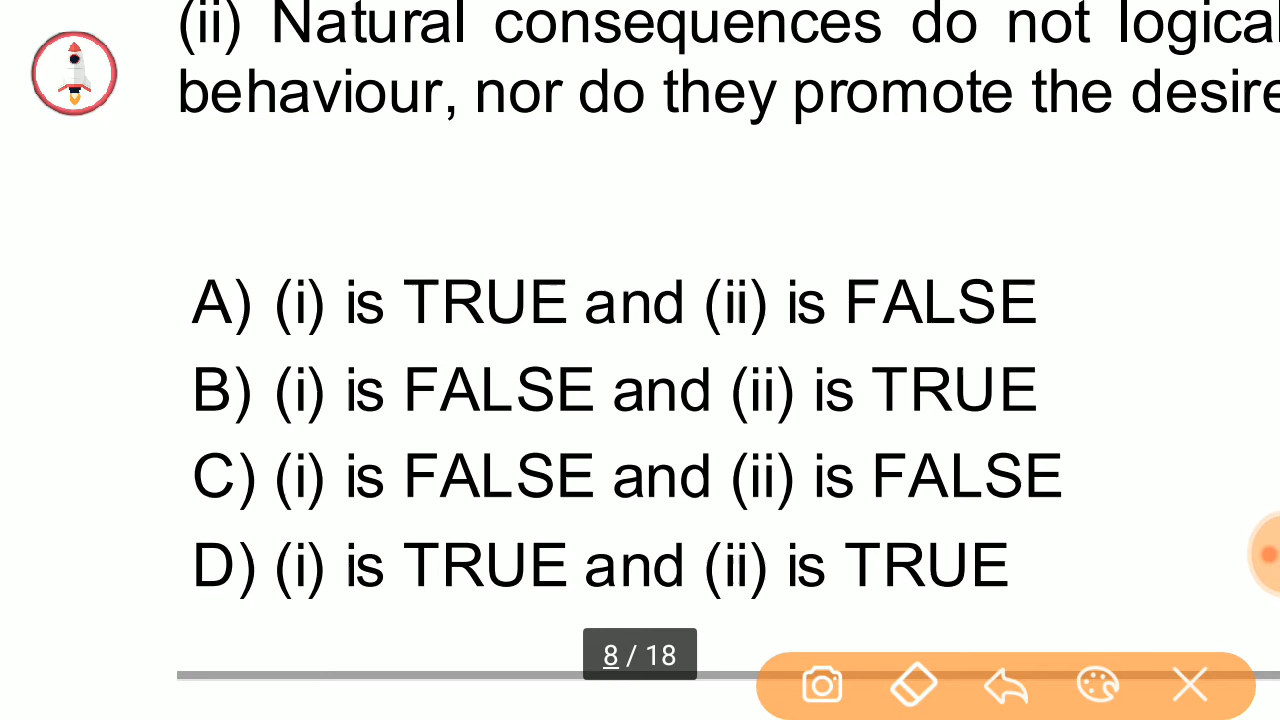 (ii) Natural consequences do not
behaviour, nor do they promote the
A) (i) is TRUE and (ii) is FALSE
B) (i) is FALSE and (ii) is TRUE
C) (i) is FALSE and (ii) is FALSE
D) (i) is TRUE and (ii) is TRUE
8 / 18